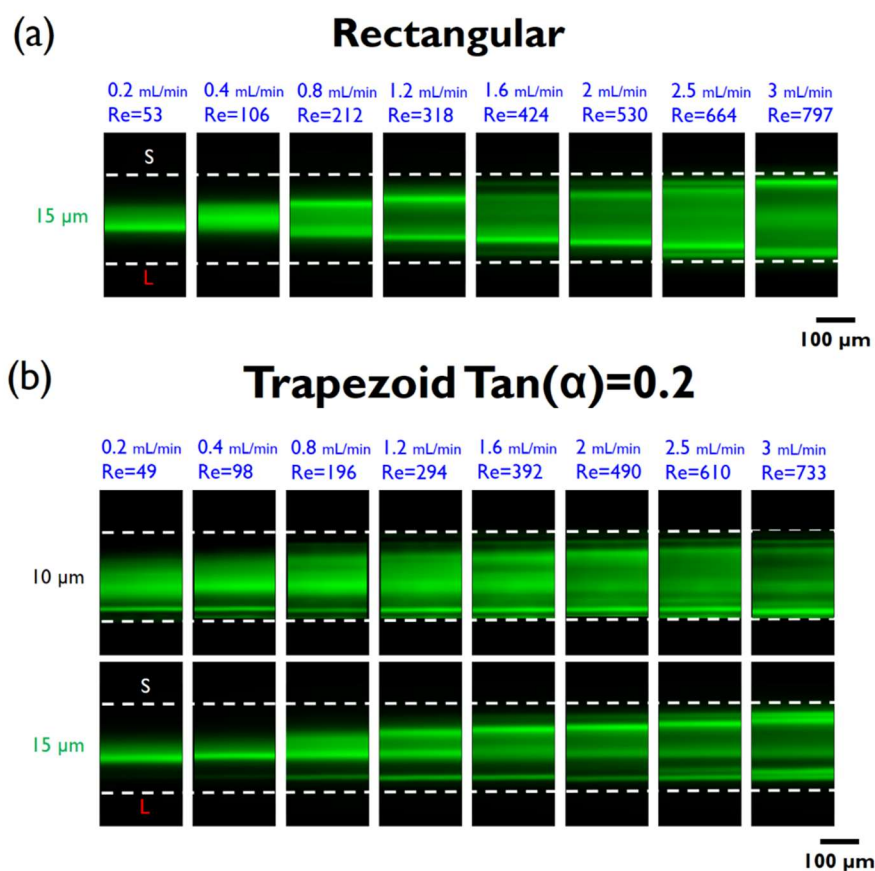 (a)
Rectangular
0.2 mL/min 0.4 mL/min 0.8 mL/min 1.2 mL/min 1.6 mL/min 2 mL/min 2.5 mL/min 3 mL/min
Re=53 Re=106 Re=212 Re=318 Re=424 Re=530 Re=664 Re=797
S
15 µm
L
100 µm
(b)
Trapezoid Tan(α)=0.2
0.2 mL/min 0.4 mL/min 0.8 mL/min 1.2 mL/min 1.6 mL/min 2 mL/min 2.5 mL/min 3 mL/min
Re=49 Re=98 Re=196 Re=294 Re=392 Re=490 Re=610 Re=733
10 µm
S
15 µm
L
100 µm